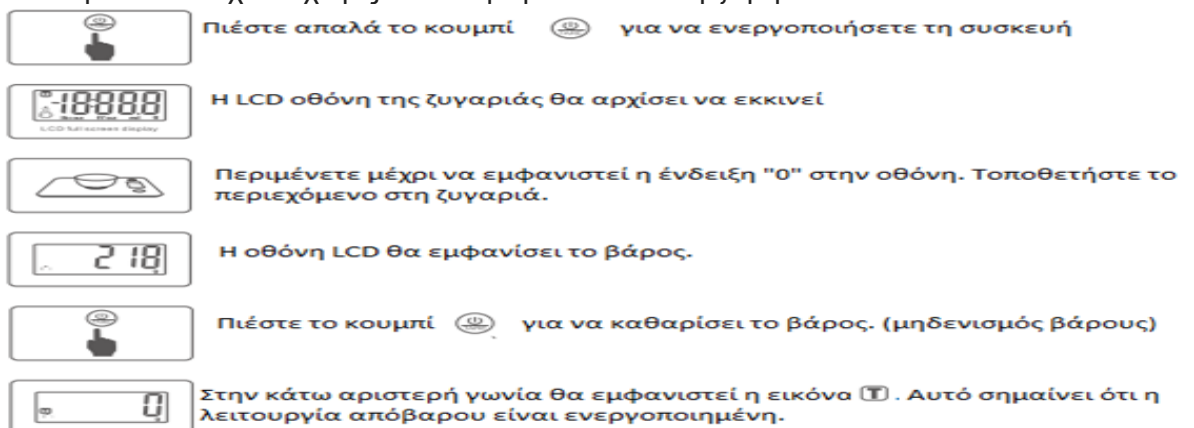 Πιέστε απαλά το κουμπί για να ενεργοποιήσετε τη συσκευή
-18888
LCD full screen display
Η LCD οθόνη της ζυγαριάς θα αρχίσει να εκκινεί
Περιμένετε μέχρι να εμφανιστεί η ένδειξη "0" στην οθόνη. Τοποθετήστε το
περιεχόμενο στη ζυγαριά.
218
Η οθόνη LCD θα εμφανίσει το βάρος.
Πιέστε το κουμπί για να καθαρίσει το βάρος. (μηδενισμός βάρους)
0
Στην κάτω αριστερή γωνία θα εμφανιστεί η εικόνα T . Αυτό σημαίνει ότι η
λειτουργία απόβαρου είναι ενεργοποιημένη.